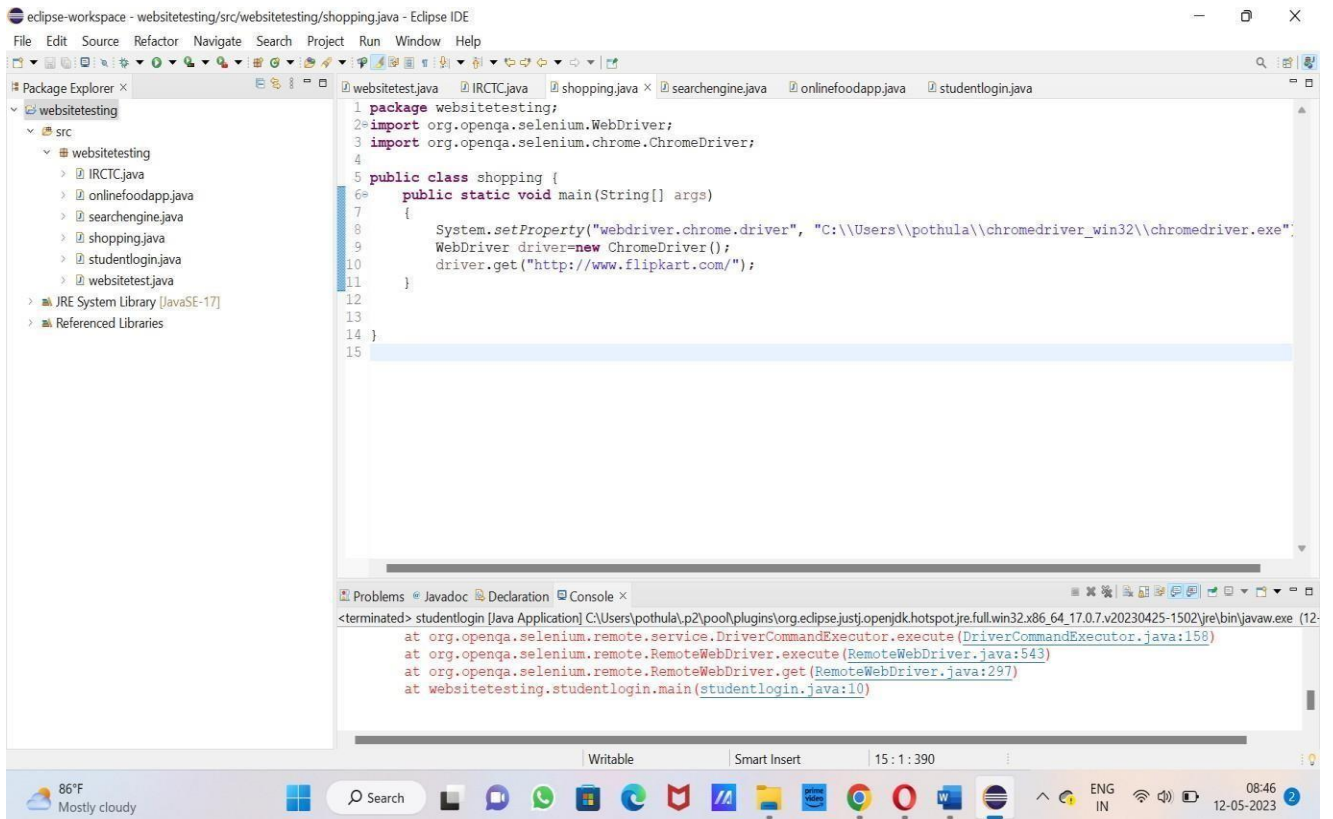 eclipse-workspace - websitetesting/src/websitetesting/shopping.java - Eclipse IDE
File Edit Source Refactor Navigate Search Project Run Window Help
Package Explorer ×
websitetesting
src
websitetesting
IRCTC.java
onlinefoodapp.java
searchengine.java
shopping.java
studentlogin.java
websitetest.java
JRE System Library [JavaSE-17]
Referenced Libraries
websitetest.java IRCTC.java shopping.java × searchengine.java onlinefoodapp.java studentlogin.java
1 package websitetesting;
2 import org.openqa.selenium.WebDriver;
3 import org.openqa.selenium.chrome.ChromeDriver;
4
5 public class shopping {
6 public static void main(String[] args)
7 {
8 System.setProperty("webdriver.chrome.driver", "C:\\Users\\pothula\\chromedriver_win32\\chromedriver.exe")
9 WebDriver driver=new ChromeDriver();
10 driver.get("http://www.flipkart.com/");
11 }
12
13
14 }
15
Problems Javadoc Declaration Console ×
<terminated> studentlogin [Java Application] C:\Users\pothula\.p2\pool\plugins\org.eclipse.justj.openjdk.hotspot.jre.full.win32.x86_64_17.0.7.v20230425-1502\jre\bin\javaw.exe (12-
at org.openqa.selenium.remote.service.DriverCommandExecutor.execute(DriverCommandExecutor.java:158)
at org.openqa.selenium.remote.RemoteWebDriver.execute(RemoteWebDriver.java:543)
at org.openqa.selenium.remote.RemoteWebDriver.get(RemoteWebDriver.java:297)
at websitetesting.studentlogin.main(studentlogin.java:10)
Writable Smart Insert 15 : 1 : 390
86°F
Mostly cloudy
Search
prime video
ENG
IN
08:46
12-05-2023
2